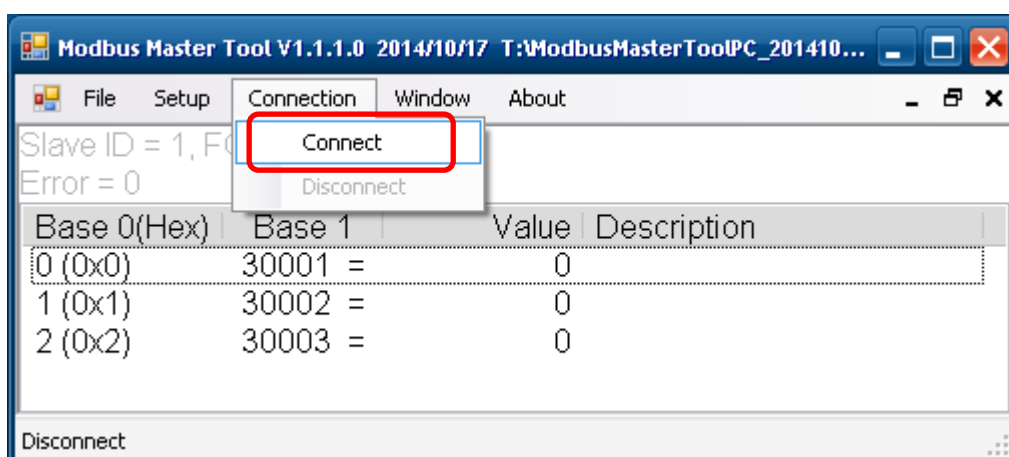 Modbus Master Tool V1.1.1.0 2014/10/17 T:\ModbusMasterToolPC_201410...
File Setup Connection Window About
Slave ID = 1, F
Connect
Error = 0
Disconnect
Base 0(Hex) Base 1 Value Description
0 (0x0) 30001 = 0
1 (0x1) 30002 = 0
2 (0x2) 30003 = 0
Disconnect